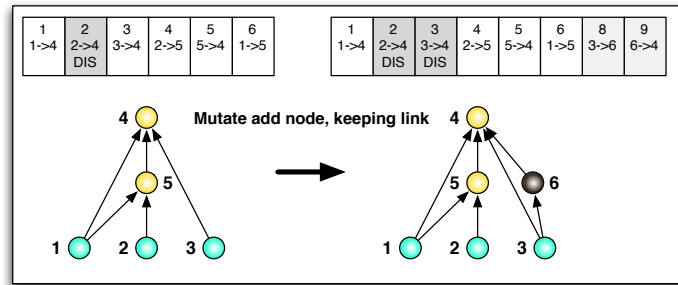 1 2 3 4 5 6
1->4 2->4 3->4 2->5 5->4 1->5
DIS
1 2 3 4 5 6 8 9
1->4 2->4 3->4 2->5 5->4 1->5 3->6 6->4
DIS DIS
4 Mutate add node, keeping link 4
5 5 6
1 2 3 1 2 3